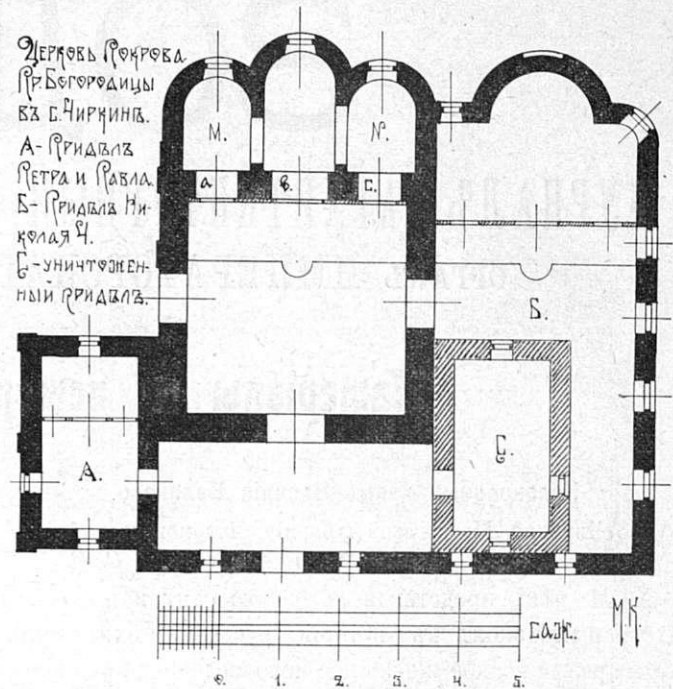 Церковь Покрова
Пр. Богородицы
въ с. Чиркинѣ.
А - Придѣлъ
Петра и Павла.
Б - Придѣлъ Ни-
колая Ч.
С - уничтожен-
ный придѣлъ.
М.
N.
а
в.
с.
Б.
А.
С.
саж.
М.К.
0. 1. 2. 3. 4. 5.